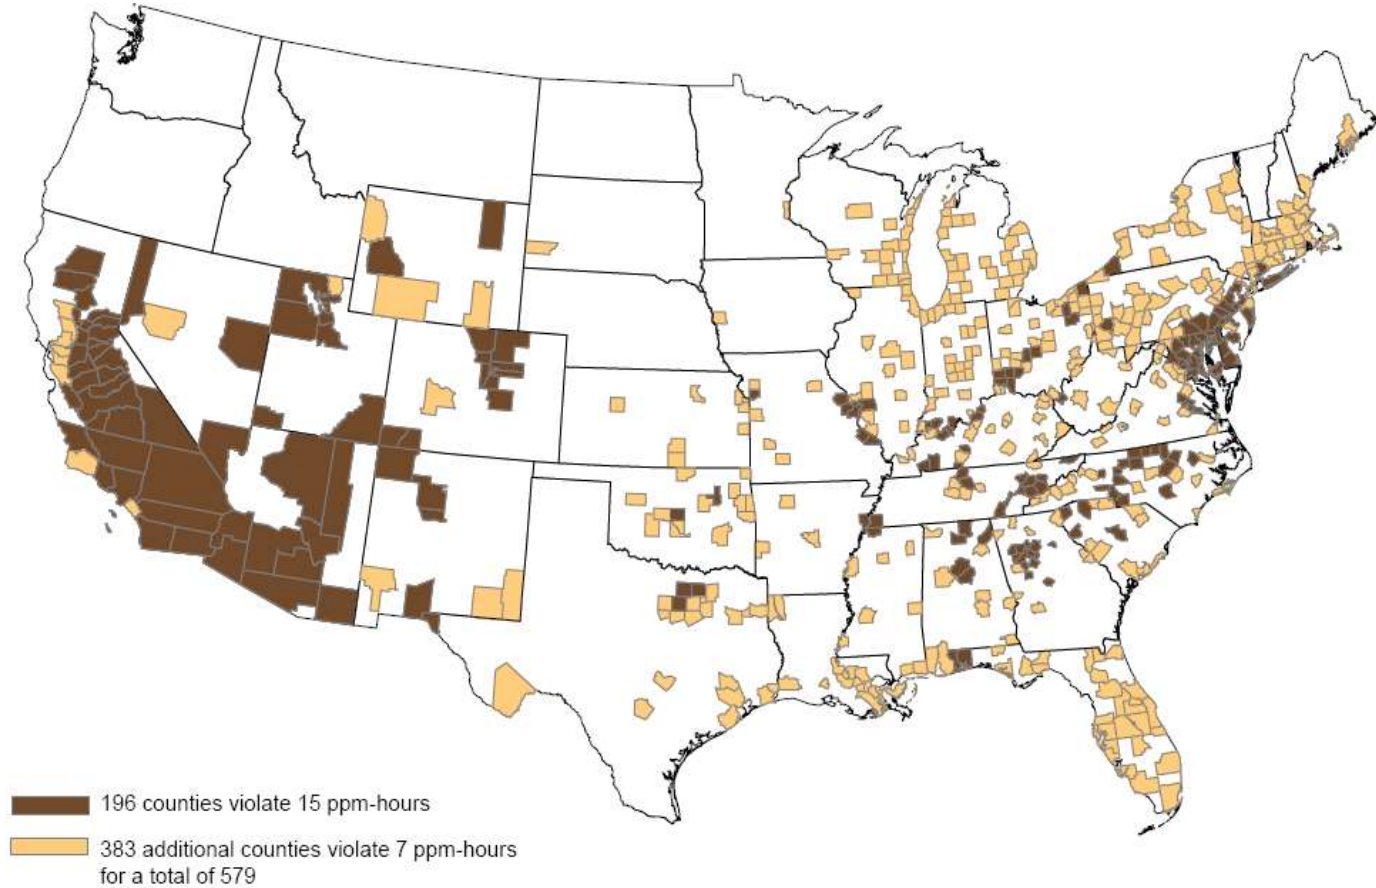 196 counties violate 15 ppm-hours
383 additional counties violate 7 ppm-hours
for a total of 579